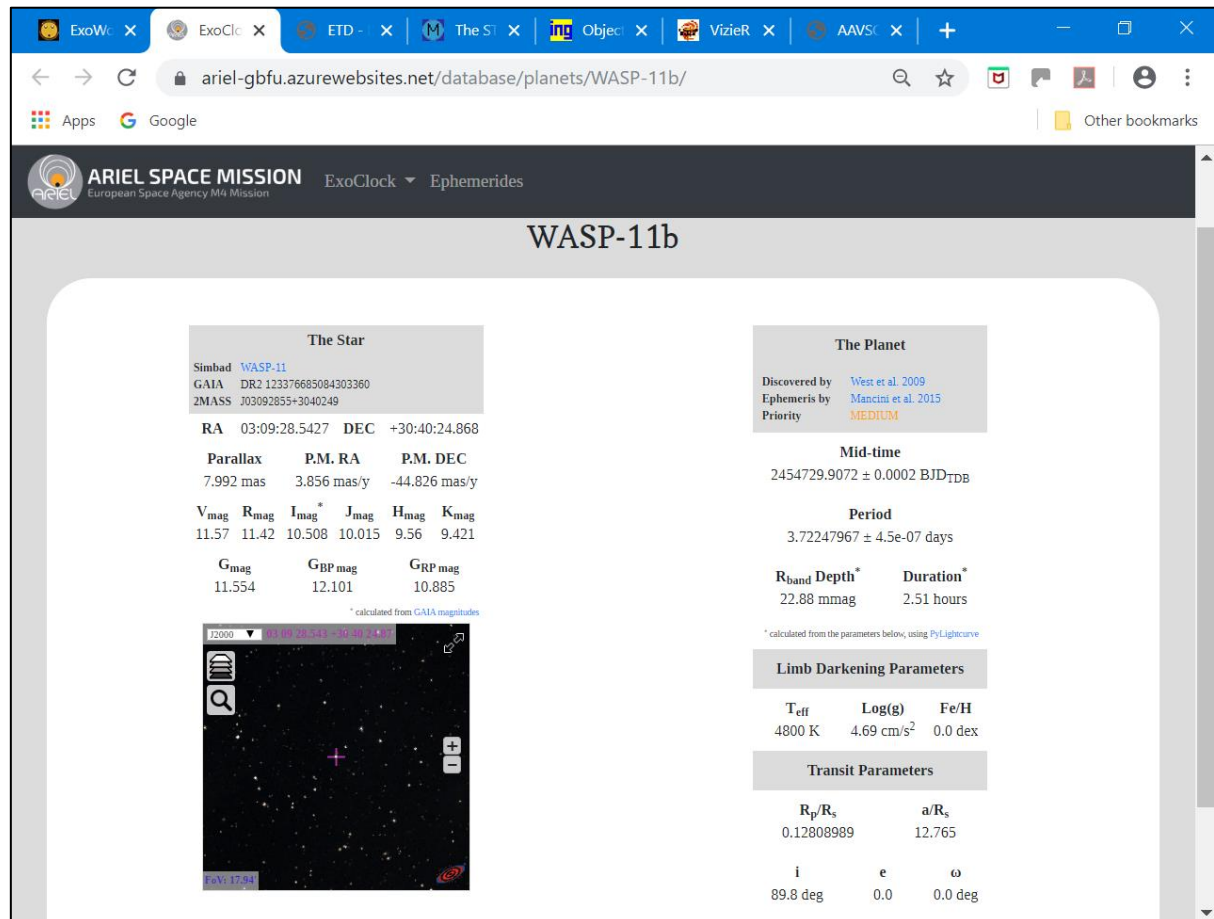 ExoWo
ExoClo
ETD - E
The ST
ing Object
VizieR
AAVSO
ariel-gbfu.azurewebsites.net/database/planets/WASP-11b/
Apps Google Other bookmarks
ARIEL SPACE MISSION
European Space Agency M4 Mission
ARIEL
ExoClock Ephemerides
WASP-11b
The Star
Simbad WASP-11
GAIA DR2 123376685084303360
2MASS J03092855+3040249
RA 03:09:28.5427 DEC +30:40:24.868
Parallax P.M. RA P.M. DEC
7.992 mas 3.856 mas/y -44.826 mas/y
Vmag Rmag Imag* Jmag Hmag Kmag
11.57 11.42 10.508 10.015 9.56 9.421
Gmag GBP mag GRP mag
11.554 12.101 10.885
* calculated from GAIA magnitudes
J2000 03 09 28.543 +30 40 24.87
FoV: 17.94'
The Planet
Discovered by West et al. 2009
Ephemeris by Mancini et al. 2015
Priority MEDIUM
Mid-time
2454729.9072 ± 0.0002 BJDTDB
Period
3.72247967 ± 4.5e-07 days
Rband Depth* Duration*
22.88 mmag 2.51 hours
* calculated from the parameters below, using PyLightcurve
Limb Darkening Parameters
Teff Log(g) Fe/H
4800 K 4.69 cm/s2 0.0 dex
Transit Parameters
Rp/Rs a/Rs
0.12808989 12.765
i e ω
89.8 deg 0.0 0.0 deg